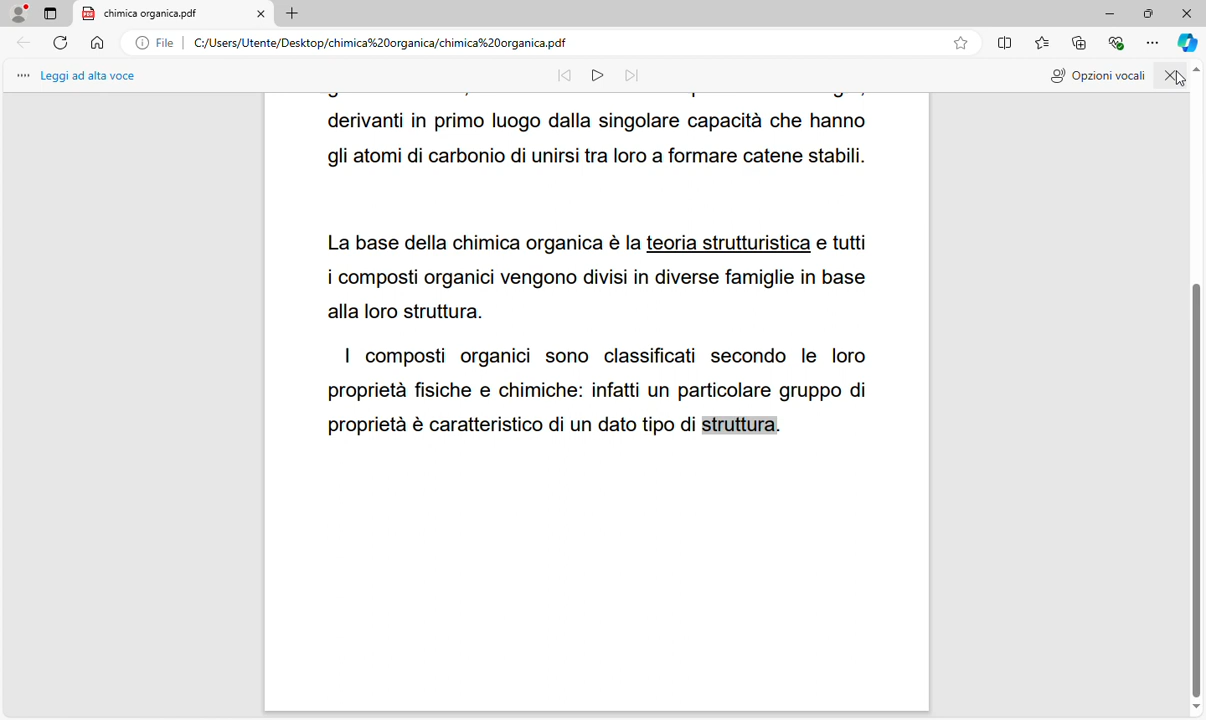 chimica organica.pdf
File C:/Users/Utente/Desktop/chimica%20organica/chimica%20organica.pdf
Leggi ad alta voce
Opzioni vocali
derivanti in primo luogo dalla singolare capacità che hanno
gli atomi di carbonio di unirsi tra loro a formare catene stabili.
La base della chimica organica è la teoria strutturistica e tutti
i composti organici vengono divisi in diverse famiglie in base
alla loro struttura.
I composti organici sono classificati secondo le loro
proprietà fisiche e chimiche: infatti un particolare gruppo di
proprietà è caratteristico di un dato tipo di struttura.